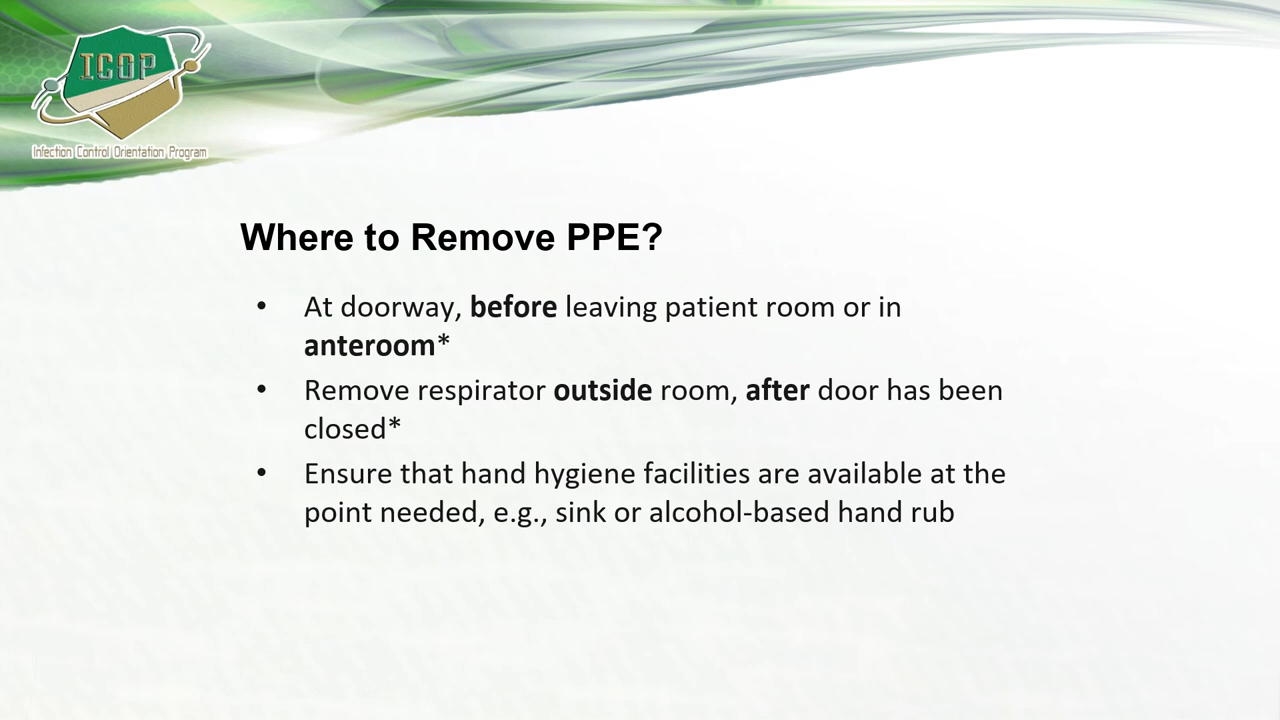 ICOP
Infection Control Orientation Program
Where to Remove PPE?
• At doorway, before leaving patient room or in
anteroom*
• Remove respirator outside room, after door has been
closed*
• Ensure that hand hygiene facilities are available at the
point needed, e.g., sink or alcohol-based hand rub